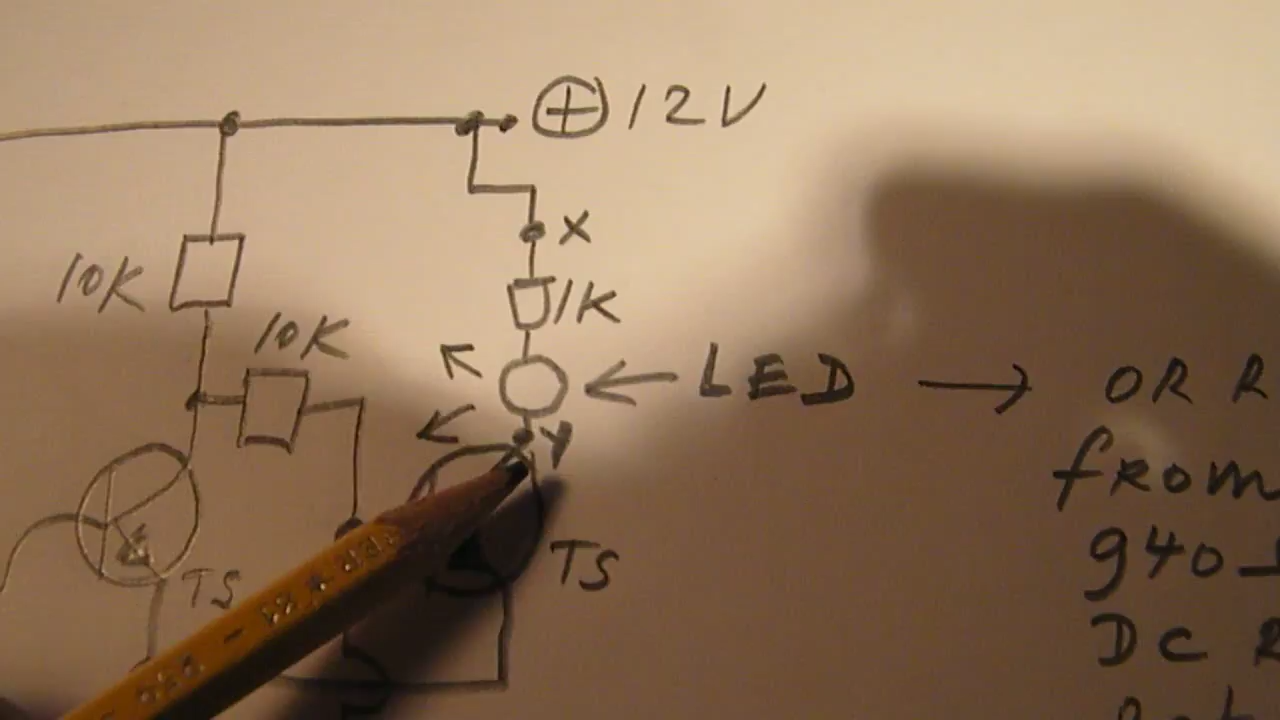 12V
X
10K
1K
10K
LED → OR R
Y
from
940
TS
TS
DC